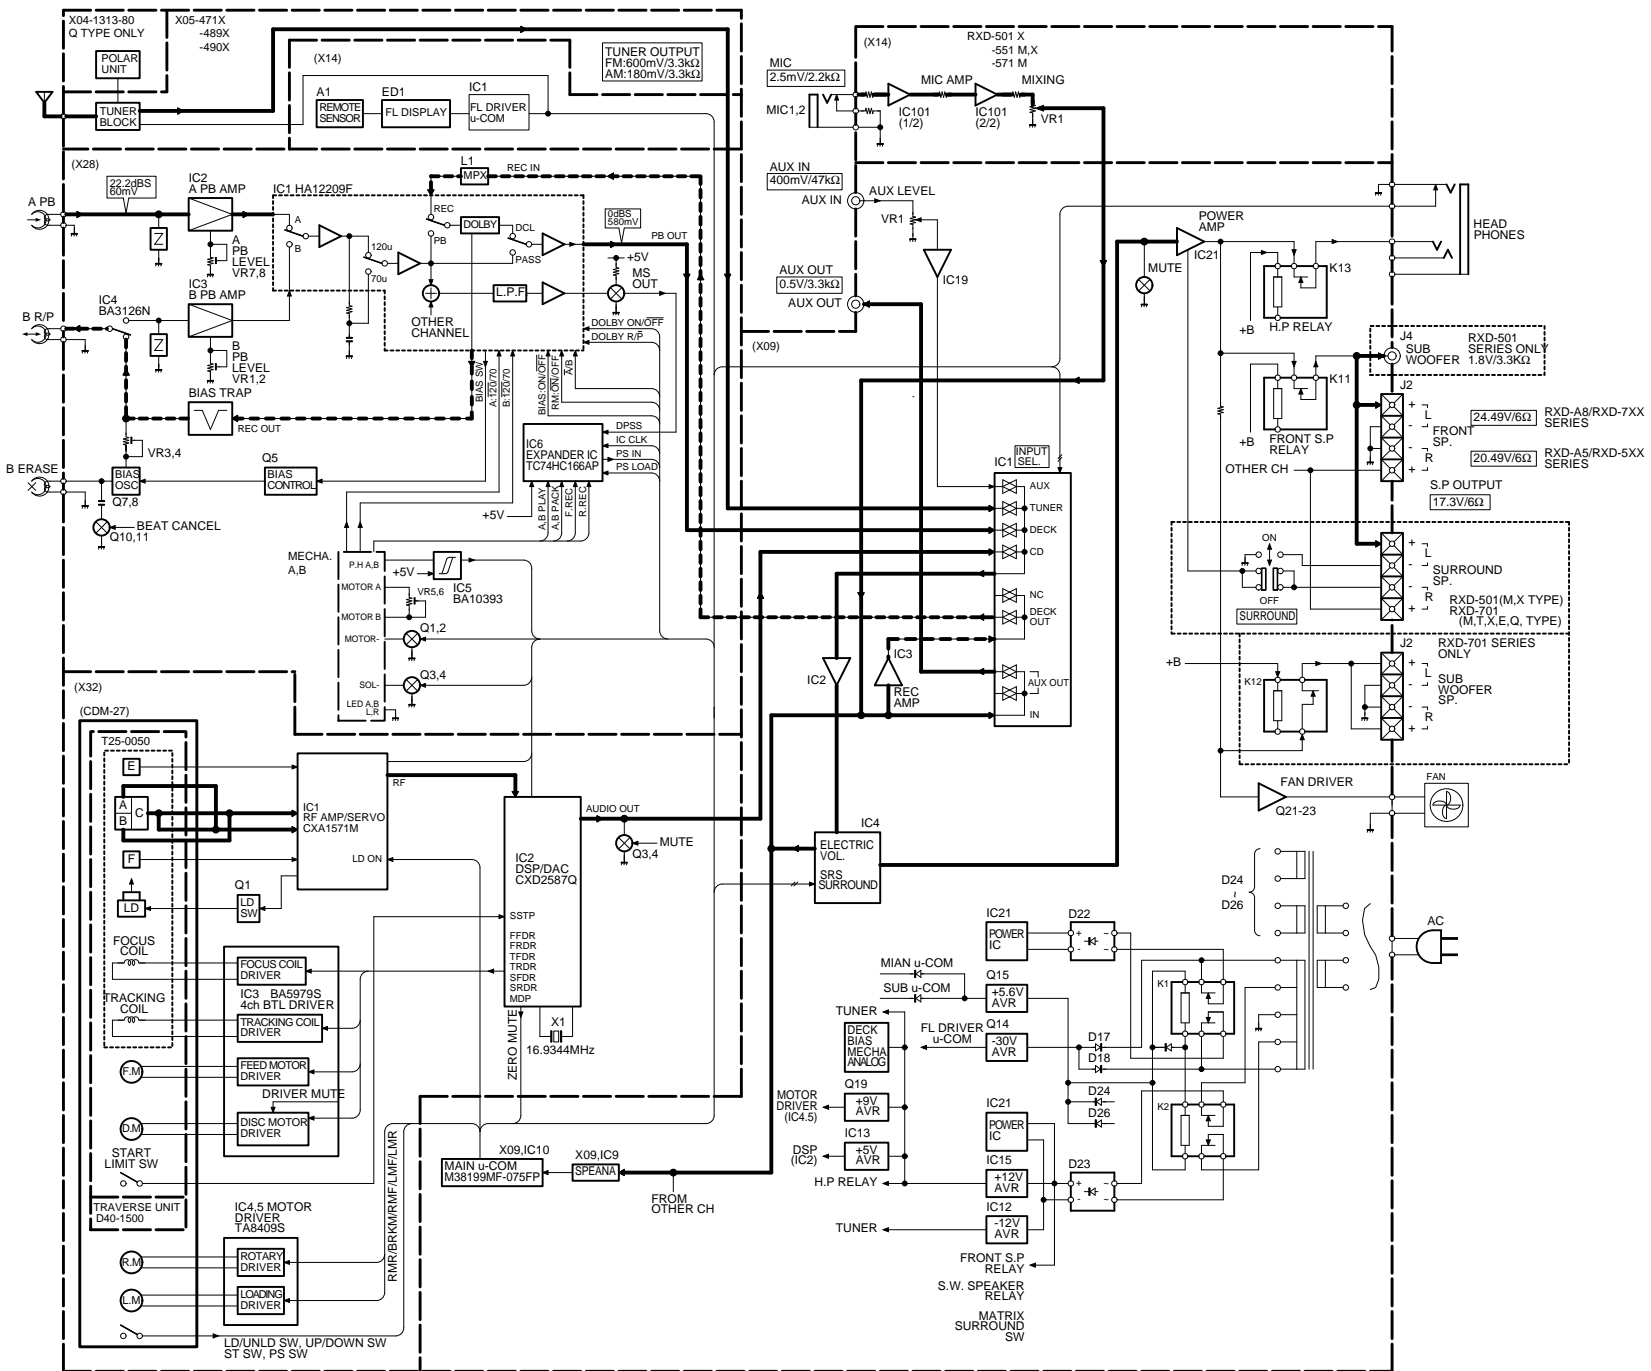 X04-1313-80
Q TYPE ONLY
X05-471X
-489X
-490X
POLAR
UNIT
TUNER
BLOCK
(X14)
A1
REMOTE
SENSOR
ED1
FL DISPLAY
IC1
FL DRIVER
u-COM
TUNER OUTPUT
FM:600mV/3.3kΩ
AM:180mV/3.3kΩ
(X14)
RXD-501 X
-551 M,X
-571 M
MIC
2.5mV/2.2kΩ
MIC1,2
MIC AMP
MIXING
IC101
(1/2)
IC101
(2/2)
VR1
(X28)
A PB
22.2dBS
60mV
Z
IC2
A PB AMP
A
PB
LEVEL
VR7,8
IC3
B PB AMP
IC4
BA3126N
B R/P
Z
B
PB
LEVEL
VR1,2
BIAS TRAP
REC OUT
VR3,4
B ERASE
BIAS
OSC
Q7,8
Q5
BIAS
CONTROL
BEAT CANCEL
Q10,11
IC1 HA12209F
A
B
120u
70u
L1
MPX
REC IN
REC
PB
DOLBY
DCL
PASS
0dBS
580mV
PB OUT
+5V
MS
OUT
L.P.F
OTHER
CHANNEL
DOLBY ON/OFF
DOLBY R/P
BIAS SW
A:120/70
B:120/70
BIAS:ON/OFF
RM:ON/OFF
A/B
IC6
EXPANDER IC
TC74HC166AP
DPSS
IC CLK
PS IN
PS LOAD
+5V
A,B PLAY
A,B PACK
F.REC
R.REC
MECHA.
A,B
P.H A,B
MOTOR A
MOTOR B
MOTOR-
SOL-
LED A,B
L,R
+5V
IC5
BA10393
VR5,6
Q1,2
Q3,4
AUX IN
400mV/47kΩ
AUX IN
AUX LEVEL
VR1
IC19
AUX OUT
0.5V/3.3kΩ
AUX OUT
(X09)
POWER
AMP
IC21
MUTE
K13
+B
H.P RELAY
HEAD
PHONES
K11
+B
FRONT S.P
RELAY
J4
SUB
WOOFER
RXD-501
SERIES ONLY
1.8V/3.3KΩ
J2
+
-
-
+
L
R
FRONT
SP.
24.49V/6Ω
RXD-A8/RXD-7XX
SERIES
20.49V/6Ω
RXD-A5/RXD-5XX
SERIES
OTHER CH
S.P OUTPUT
17.3V/6Ω
ON
OFF
SURROUND
+
-
-
+
L
R
SURROUND
SP.
RXD-501(M,X TYPE)
RXD-701
(M,T,X,E,Q, TYPE)
J2
RXD-701 SERIES
ONLY
+B
K12
+
-
-
+
L
R
SUB
WOOFER
SP.
FAN DRIVER
Q21-23
FAN
IC1
INPUT
SEL.
AUX
TUNER
DECK
CD
NC
DECK
OUT
AUX OUT
IN
IC2
IC3
REC
AMP
IC4
ELECTRIC
VOL.
SRS
SURROUND
(X32)
(CDM-27)
T25-0050
E
A
B
C
F
LD
FOCUS
COIL
TRACKING
COIL
F.M
D.M
START
LIMIT SW
TRAVERSE UNIT
D40-1500
R.M
L.M
IC1
RF AMP/SERVO
CXA1571M
LD ON
RF
Q1
LD
SW
FOCUS COIL
DRIVER
IC3 BA5979S
4ch BTL DRIVER
TRACKING COIL
DRIVER
FEED MOTOR
DRIVER
DRIVER MUTE
DISC MOTOR
DRIVER
IC4,5 MOTOR
DRIVER
TA8409S
ROTARY
DRIVER
LOADING
DRIVER
LD/UNLD SW, UP/DOWN SW
ST SW, PS SW
IC2
DSP/DAC
CXD2587Q
SSTP
FFDR
FRDR
TFDR
TRDR
SFDR
SRDR
MDP
AUDIO OUT
MUTE
Q3,4
X1
16.9344MHz
ZERO MUTE
RMR/BRKM/RMF/LMF/LMR
X09,IC10
MAIN u-COM
M38199MF-075FP
X09,IC9
SPEANA
FROM
OTHER CH
D24
~
D26
AC
IC21
POWER
IC
D22
+
-
~
~
MIAN u-COM
SUB u-COM
Q15
+5.6V
AVR
TUNER
DECK
BIAS
MECHA.
ANALOG
FL DRIVER
u-COM
Q14
-30V
AVR
D17
D18
K1
MOTOR
DRIVER
(IC4.5)
Q19
+9V
AVR
D24
D26
K2
IC21
POWER
IC
DSP
(IC2)
IC13
+5V
AVR
H.P RELAY
IC15
+12V
AVR
D23
+
-
~
~
IC12
-12V
AVR
TUNER
FRONT S.P
RELAY
S.W. SPEAKER
RELAY
MATRIX
SURROUND
SW